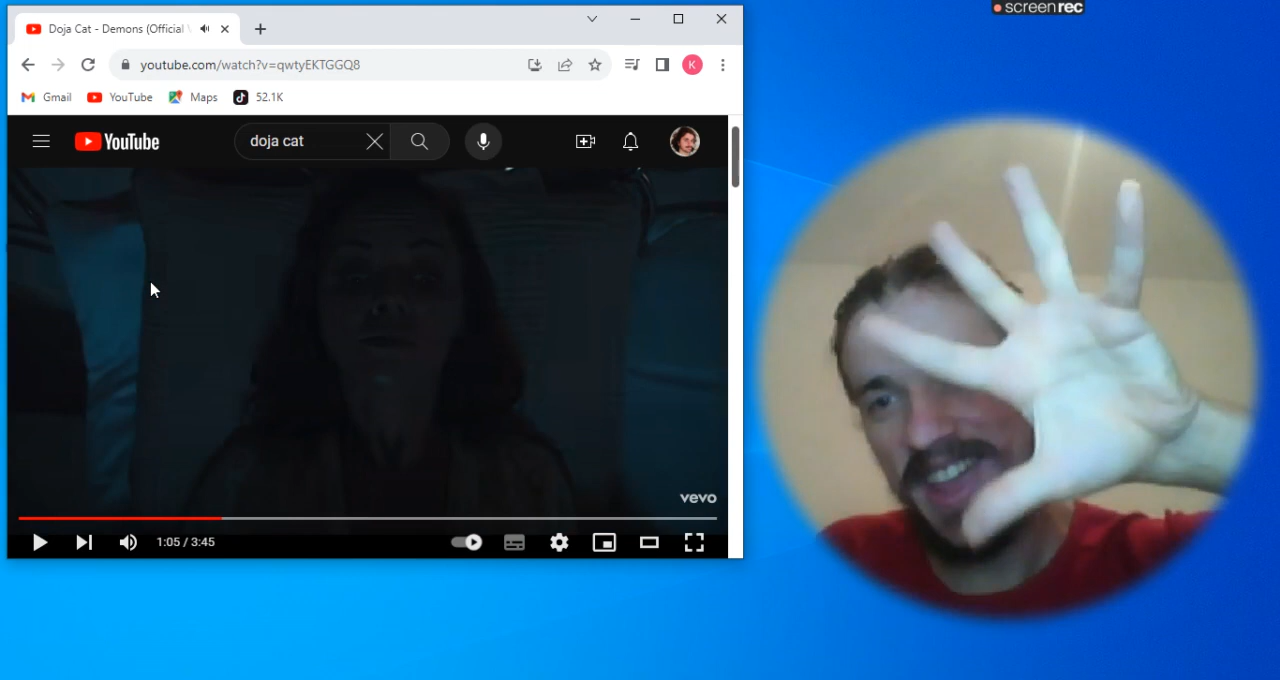 screenrec
Doja Cat - Demons (Official
youtube.com/watch?v=qwtyEKTGGQ8
K
Gmail
YouTube
Maps
52.1K
YouTube
doja cat
vevo
1:05 / 3:45